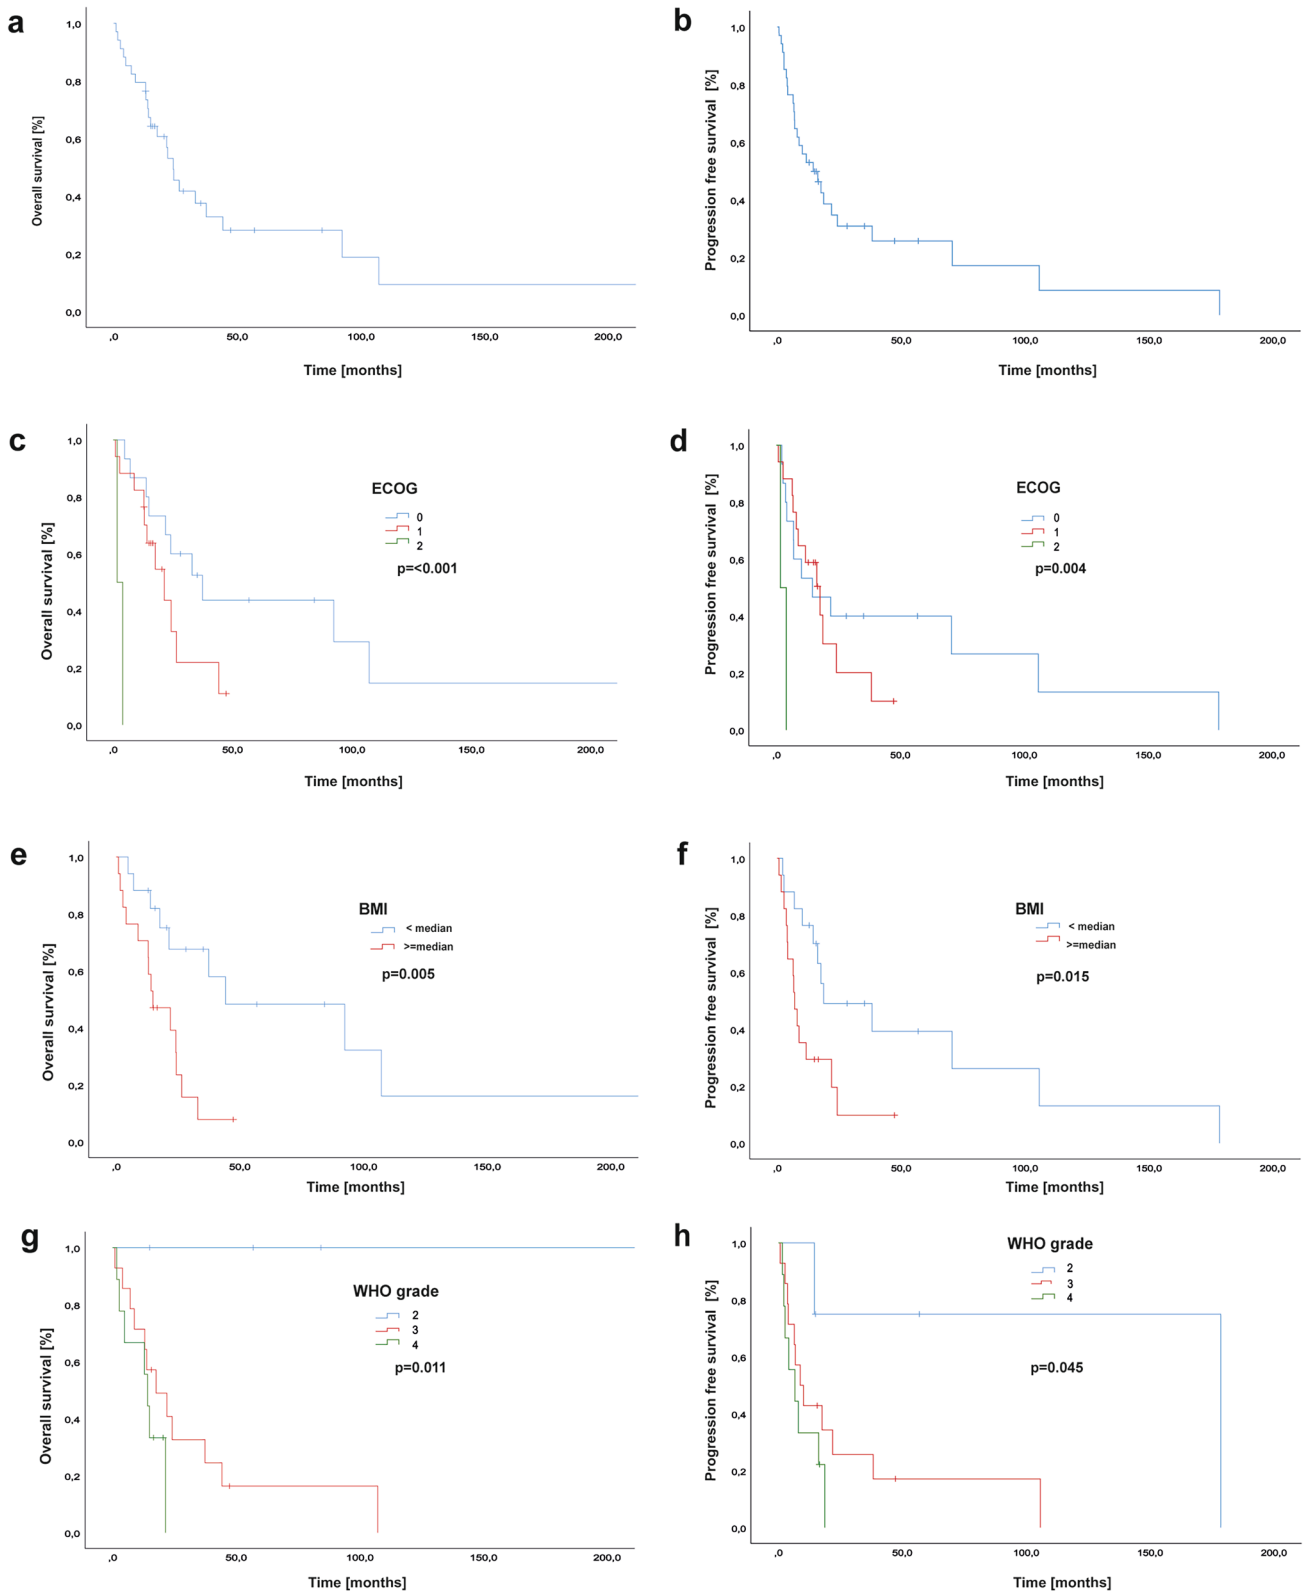 a
Overall survival [%]
1,0
0,8
0,6
0,4
0,2
0,0
,0 50,0 100,0 150,0 200,0
Time [months]
b
Progression free survival [%]
1,0
0,8
0,6
0,4
0,2
0,0
,0 50,0 100,0 150,0 200,0
Time [months]
c
Overall survival [%]
1,0
0,8
0,6
0,4
0,2
0,0
ECOG
0
1
2
p=<0.001
,0 50,0 100,0 150,0 200,0
Time [months]
d
Progression free survival [%]
1,0
0,8
0,6
0,4
0,2
0,0
ECOG
0
1
2
p=0.004
,0 50,0 100,0 150,0 200,0
Time [months]
e
Overall survival [%]
1,0
0,8
0,6
0,4
0,2
0,0
BMI
< median
>=median
p=0.005
,0 50,0 100,0 150,0 200,0
Time [months]
f
Progression free survival [%]
1,0
0,8
0,6
0,4
0,2
0,0
BMI
< median
>=median
p=0.015
,0 50,0 100,0 150,0 200,0
Time [months]
g
Overall survival [%]
1,0
0,8
0,6
0,4
0,2
0,0
WHO grade
2
3
4
p=0.011
,0 50,0 100,0 150,0 200,0
Time [months]
h
Progression free survival [%]
1,0
0,8
0,6
0,4
0,2
0,0
WHO grade
2
3
4
p=0.045
,0 50,0 100,0 150,0 200,0
Time [months]